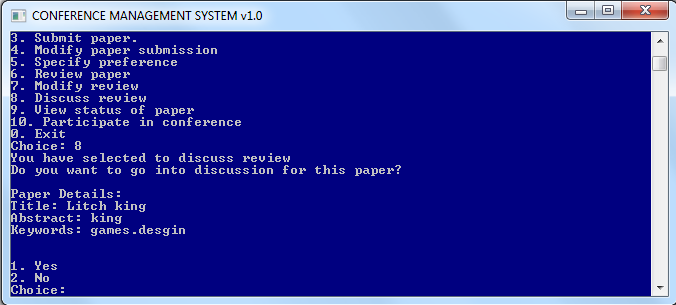 CONFERENCE MANAGEMENT SYSTEM v1.0
3. Submit paper.
4. Modify paper submission
5. Specify preference
6. Review paper
7. Modify review
8. Discuss review
9. View status of paper
10. Participate in conference
0. Exit
Choice: 8
You have selected to discuss review
Do you want to go into discussion for this paper?
Paper Details:
Title: Litch king
Abstract: king
Keywords: games.desgin
1. Yes
2. No
Choice: